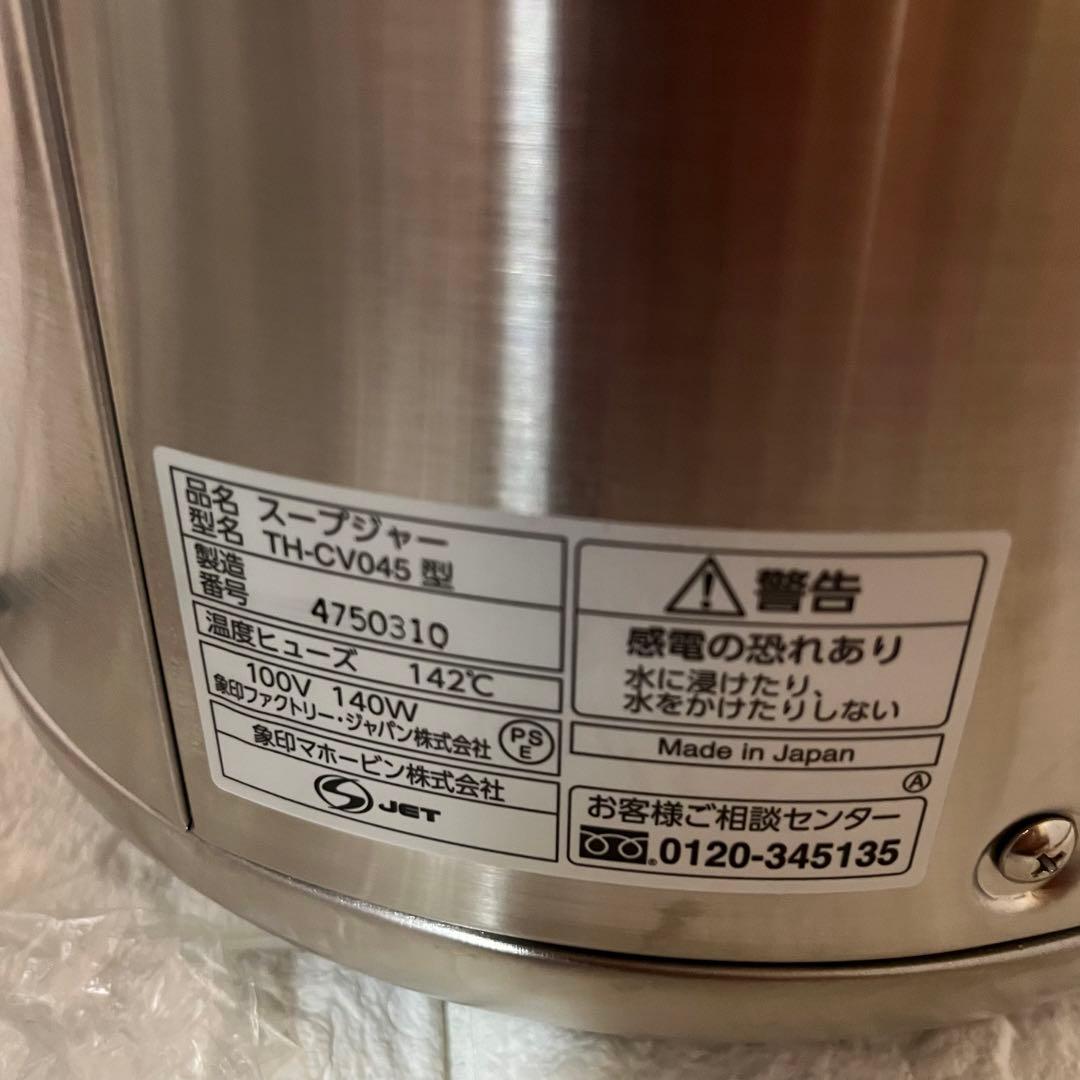 品名 スープジャー
型名 TH-CV045 型
製造
番号 475031Q
温度ヒューズ 142℃
100V 140W
象印ファクトリー・ジャパン株式会社
PS
E
象印マホービン株式会社
JET
警告
感電の恐れあり
水に浸けたり、
水をかけたりしない
Made in Japan
A
お客様ご相談センター
0120-345135